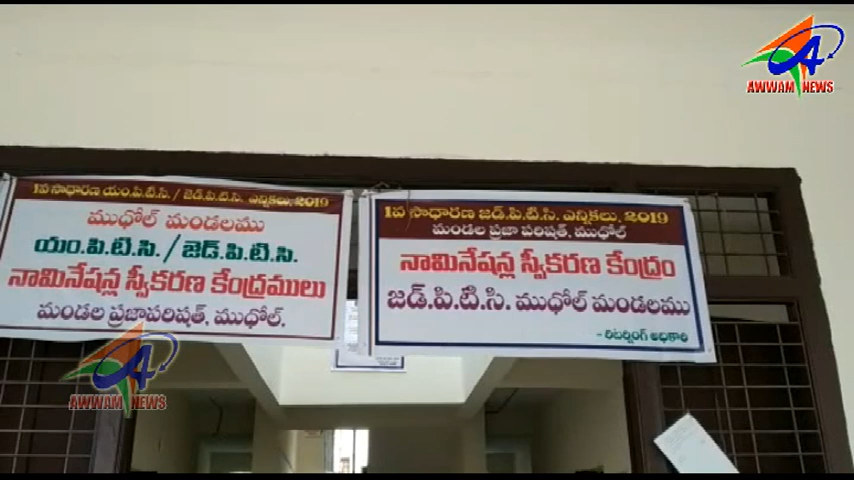 1వ సాధారణ యం.పి.టి.సి. / జెడ్.పి.టి.సి. ఎన్నికలు, 2019
ముధోల్ మండలము
యం.పి.టి.సి. / జెడ్.పి.టి.సి.
నామినేషన్ల స్వీకరణ కేంద్రములు
మండల ప్రజాపరిషత్, ముధోల్.
1వ సాధారణ జడ్.పి.టి.సి. ఎన్నికలు, 2019
మండల ప్రజా పరిషత్, ముధోల్
నామినేషన్ల స్వీకరణ కేంద్రం
జడ్.పి.టి.సి. ముధోల్ మండలము
- రిటర్నింగ్ అధికారి
AWWAM NEWS
AWWAM NEWS